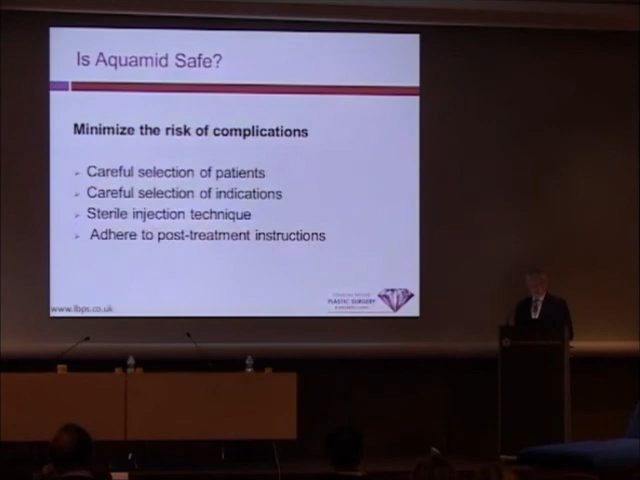 Is Aquamid Safe?
Minimize the risk of complications
Careful selection of patients
Careful selection of indications
Sterile injection technique
Adhere to post-treatment instructions
www.lbps.co.uk
PLASTIC SURGERY